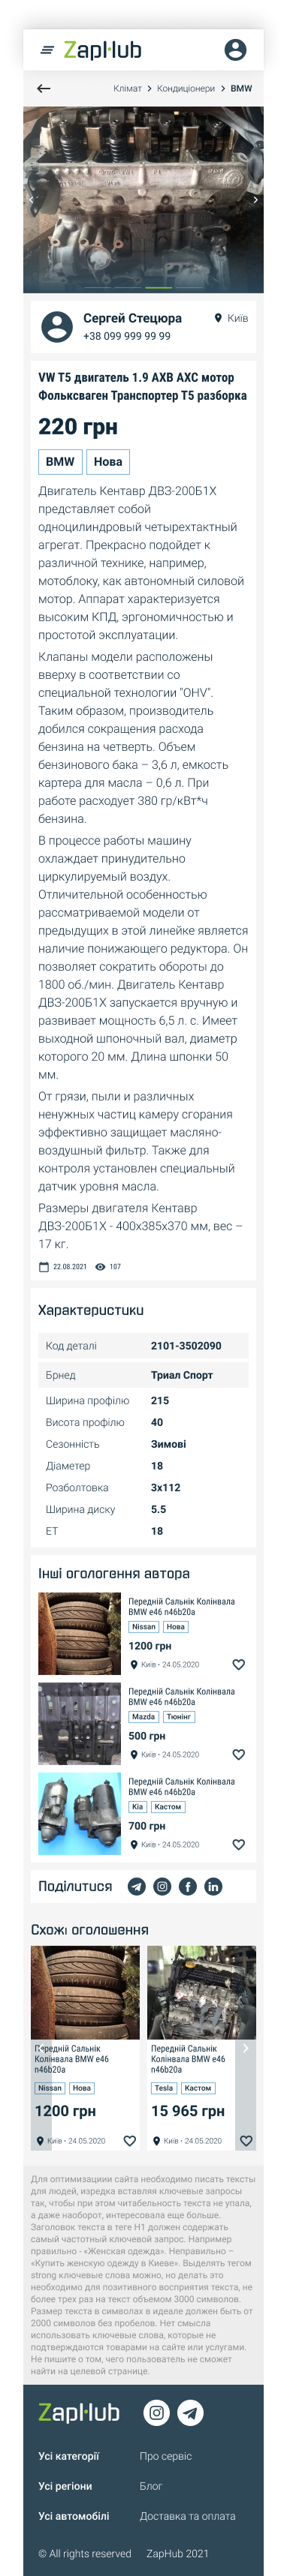 ZapHub
Клімат > Кондиціонери > BMW
Сергей Стецюра
Київ
+38 099 999 99 99
VW T5 двигатель 1.9 AXB AXC мотор
Фольксваген Транспортер Т5 разборка
220 грн
BMW Нова
Двигатель Кентавр ДВЗ-200Б1Х
представляет собой
одноцилиндровый четырехтактный
агрегат. Прекрасно подойдет к
различной технике, например,
мотоблоку, как автономный силовой
мотор. Аппарат характеризуется
высоким КПД, эргономичностью и
простотой эксплуатации.
Клапаны модели расположены
вверху в соответствии со
специальной технологии "OHV".
Таким образом, производитель
добился сокращения расхода
бензина на четверть. Объем
бензинового бака – 3,6 л, емкость
картера для масла – 0,6 л. При
работе расходует 380 гр/кВт*ч
бензина.
В процессе работы машину
охлаждает принудительно
циркулируемый воздух.
Отличительной особенностью
рассматриваемой модели от
предыдущих в этой линейке является
наличие понижающего редуктора. Он
позволяет сократить обороты до
1800 об./мин. Двигатель Кентавр
ДВЗ-200Б1Х запускается вручную и
развивает мощность 6,5 л. с. Имеет
выходной шпоночный вал, диаметр
которого 20 мм. Длина шпонки 50
мм.
От грязи, пыли и различных
ненужных частиц камеру сгорания
эффективно защищает масляно-
воздушный фильтр. Также для
контроля установлен специальный
датчик уровня масла.
Размеры двигателя Кентавр
ДВЗ-200Б1Х - 400х385х370 мм, вес –
17 кг.
22.08.2021 107
Характеристики
Код деталі 2101-3502090
Брнед Триал Спорт
Ширина профілю 215
Висота профілю 40
Сезонність Зимові
Діаметер 18
Розболтовка 3x112
Ширина диску 5.5
ET 18
Інші огологення автора
Передній Сальнік Колінвала
BMW e46 n46b20a
Nissan Нова
1200 грн
Київ • 24.05.2020
Передній Сальнік Колінвала
BMW e46 n46b20a
Mazda Тюнінг
500 грн
Київ • 24.05.2020
Передній Сальнік Колінвала
BMW e46 n46b20a
Kia Кастом
700 грн
Київ • 24.05.2020
Поділитися
Схожі оголошення
Передній Сальнік
Колінвала BMW e46
n46b20a
Nissan Нова
1200 грн
Київ • 24.05.2020
Передній Сальнік
Колінвала BMW e46
n46b20a
Tesla Кастом
15 965 грн
Київ • 24.05.2020
Для оптимизации сайта необходимо писать тексты
для людей, изредка вставляя ключевые запросы
так, чтобы при этом читабельность текста не упала,
а даже наоборот, интересовала еще больше.
Заголовок текста в теге H1 должен содержать
самый частотный ключевой запрос. Например
правильно - «Женская одежда». Неправильно –
«Купить женскую одежду в Киеве». Выделять тегом
strong ключевые слова можно, но делать это
необходимо для позитивного восприятия текста, не
более трех раз на текст объемом 3000 символов.
Размер текста в символах в идеале должен быть от
2000 символов без пробелов. Нет смысла
использовать ключевые слова, которые не
подтверждаются товарами на сайте или услугами.
Не пишите о том, чего пользователь не сможет
найти на целевой странице.
ZapHub
Усі категорії Про сервіс
Усі регіони Блог
Усі автомобілі Доставка та оплата
© All rights reserved ZapHub 2021